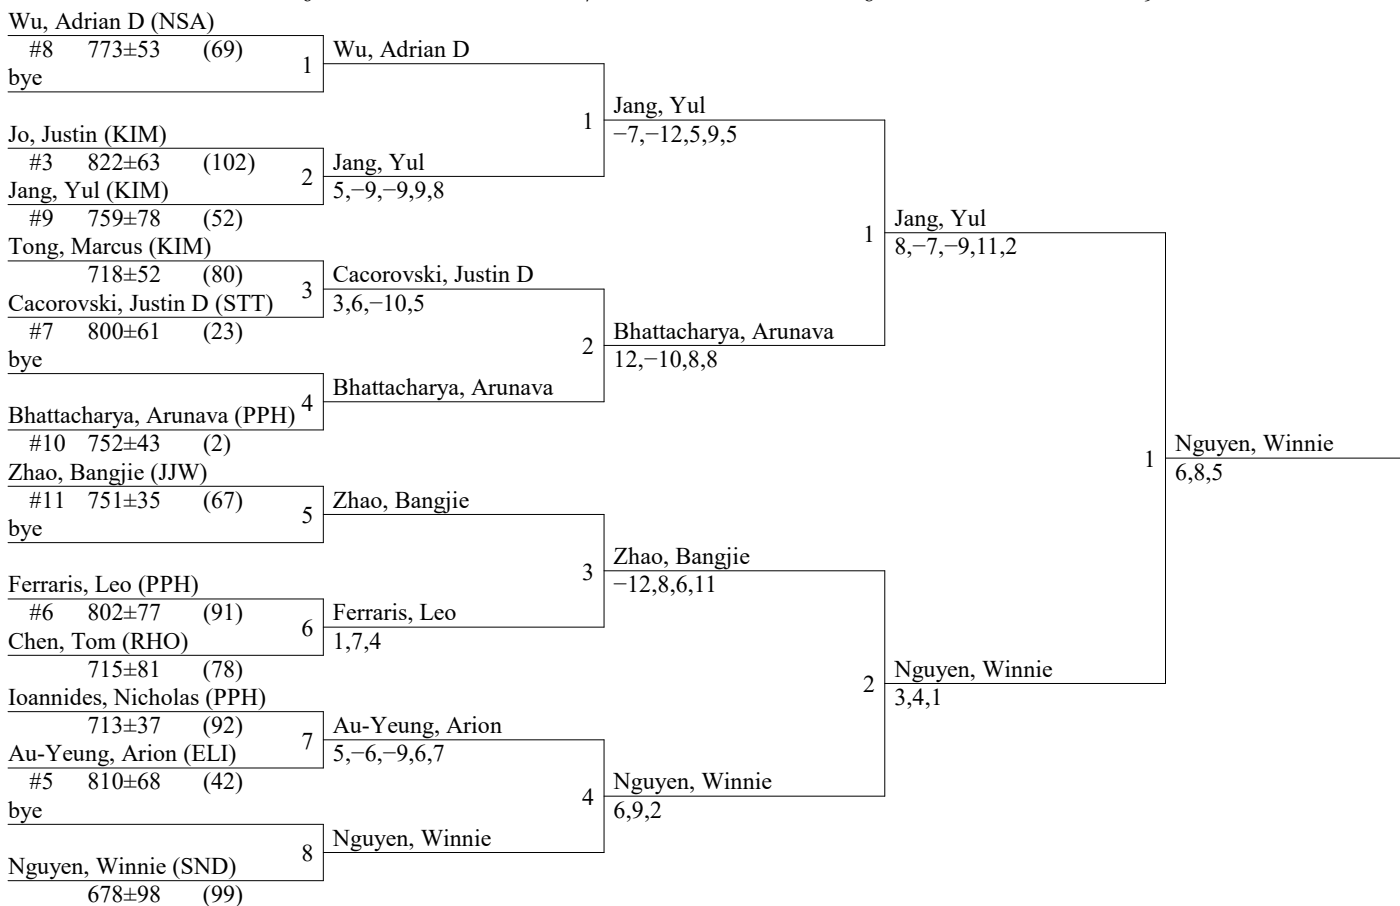 Wu, Adrian D (NSA)
#8 773±53 (69)
bye
1
Wu, Adrian D
Jo, Justin (KIM)
#3 822±63 (102)
Jang, Yul (KIM)
#9 759±78 (52)
2
Jang, Yul
5,−9,−9,9,8
Tong, Marcus (KIM)
718±52 (80)
Cacorovski, Justin D (STT)
#7 800±61 (23)
3
Cacorovski, Justin D
3,6,−10,5
bye
Bhattacharya, Arunava (PPH)
#10 752±43 (2)
4
Bhattacharya, Arunava
Zhao, Bangjie (JJW)
#11 751±35 (67)
bye
5
Zhao, Bangjie
Ferraris, Leo (PPH)
#6 802±77 (91)
Chen, Tom (RHO)
715±81 (78)
6
Ferraris, Leo
1,7,4
Ioannides, Nicholas (PPH)
713±37 (92)
Au-Yeung, Arion (ELI)
#5 810±68 (42)
7
Au-Yeung, Arion
5,−6,−9,6,7
bye
Nguyen, Winnie (SND)
678±98 (99)
8
Nguyen, Winnie
1
Jang, Yul
−7,−12,5,9,5
2
Bhattacharya, Arunava
12,−10,8,8
3
Zhao, Bangjie
−12,8,6,11
4
Nguyen, Winnie
6,9,2
1
Jang, Yul
8,−7,−9,11,2
2
Nguyen, Winnie
3,4,1
1
Nguyen, Winnie
6,8,5